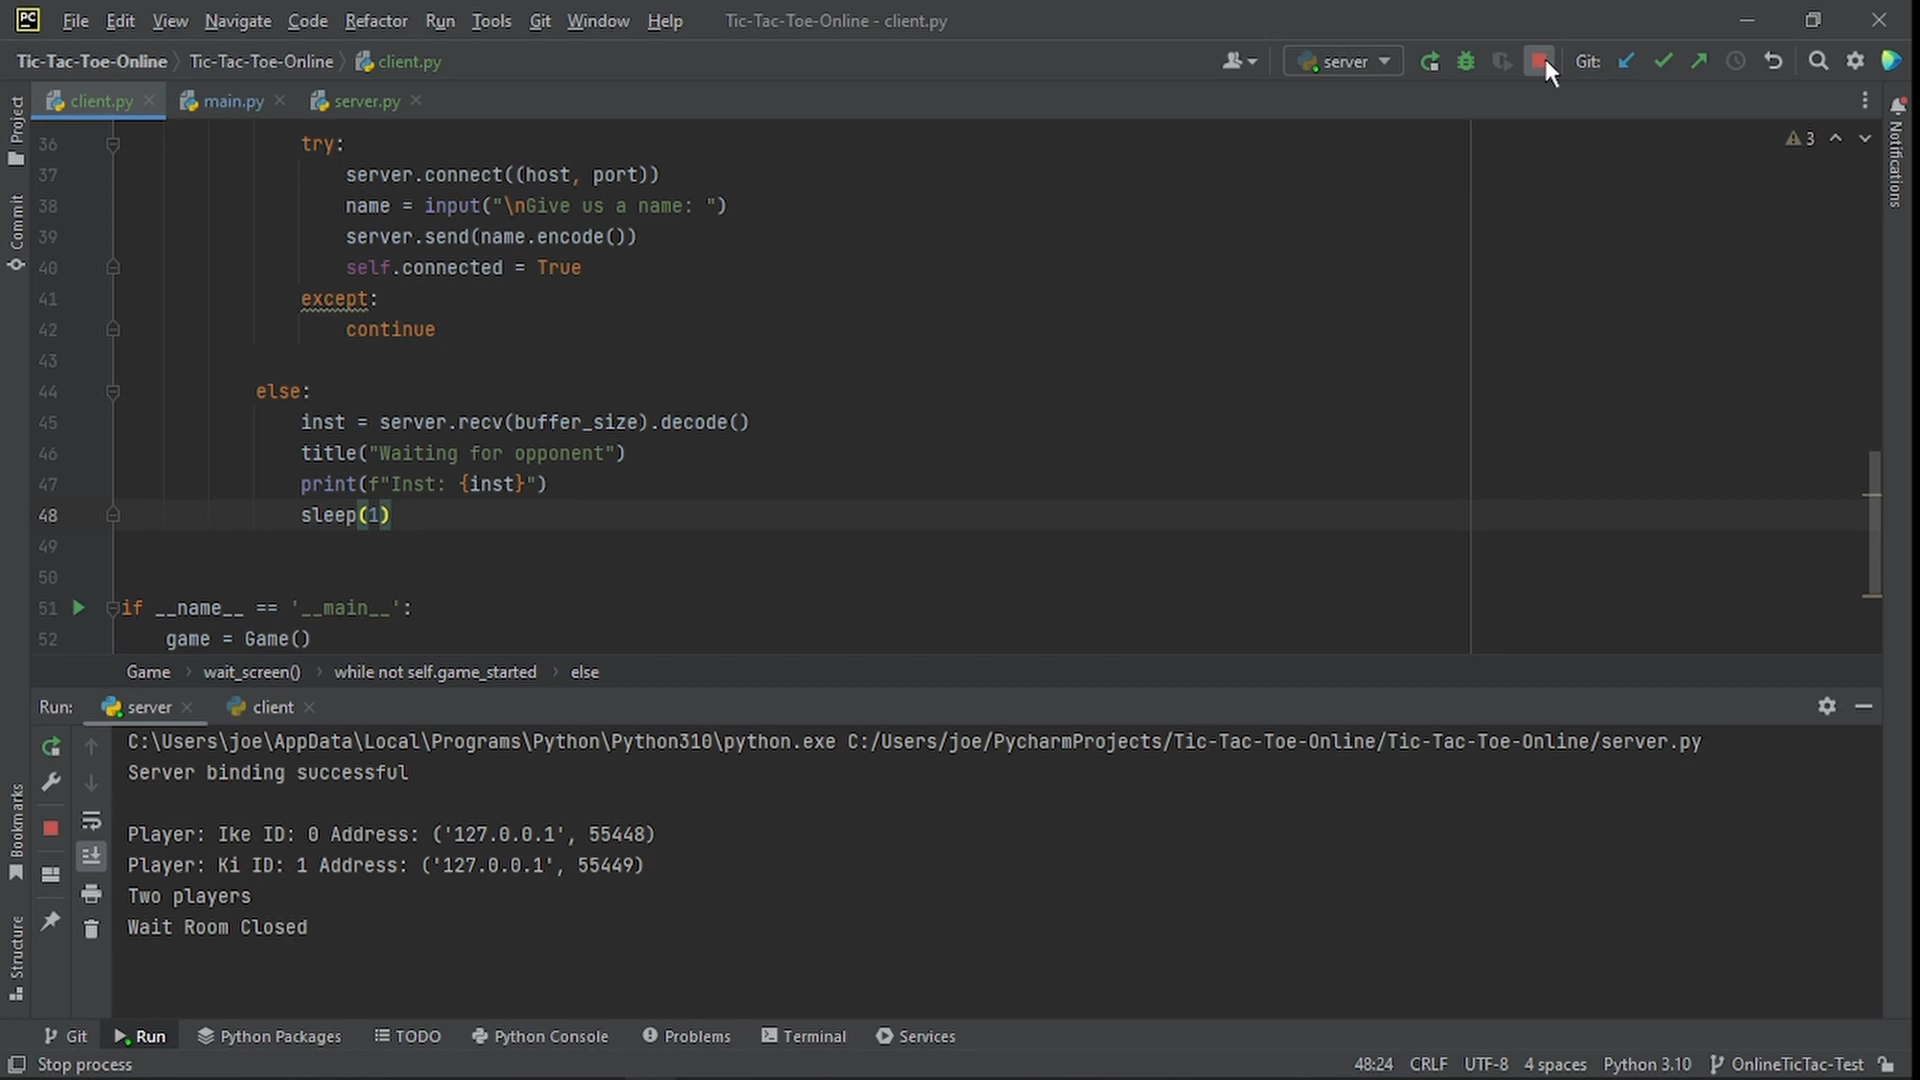 PC File Edit View Navigate Code Refactor Run Tools Git Window Help Tic-Tac-Toe-Online - client.py
Tic-Tac-Toe-Online Tic-Tac-Toe-Online client.py server Git:
client.py main.py server.py
Project
Commit
Bookmarks
Structure
Notifications
3
36 try:
37 server.connect((host, port))
38 name = input("\nGive us a name: ")
39 server.send(name.encode())
40 self.connected = True
41 except:
42 continue
43
44 else:
45 inst = server.recv(buffer_size).decode()
46 title("Waiting for opponent")
47 print(f"Inst: {inst}")
48 sleep(1)
49
50
51 if __name__ == '__main__':
52 game = Game()
Game wait_screen() while not self.game_started else
Run: server client
C:\Users\joe\AppData\Local\Programs\Python\Python310\python.exe C:/Users/joe/PycharmProjects/Tic-Tac-Toe-Online/Tic-Tac-Toe-Online/server.py
Server binding successful
Player: Ike ID: 0 Address: ('127.0.0.1', 55448)
Player: Ki ID: 1 Address: ('127.0.0.1', 55449)
Two players
Wait Room Closed
Git Run Python Packages TODO Python Console Problems Terminal Services
Stop process 48:24 CRLF UTF-8 4 spaces Python 3.10 OnlineTicTac-Test